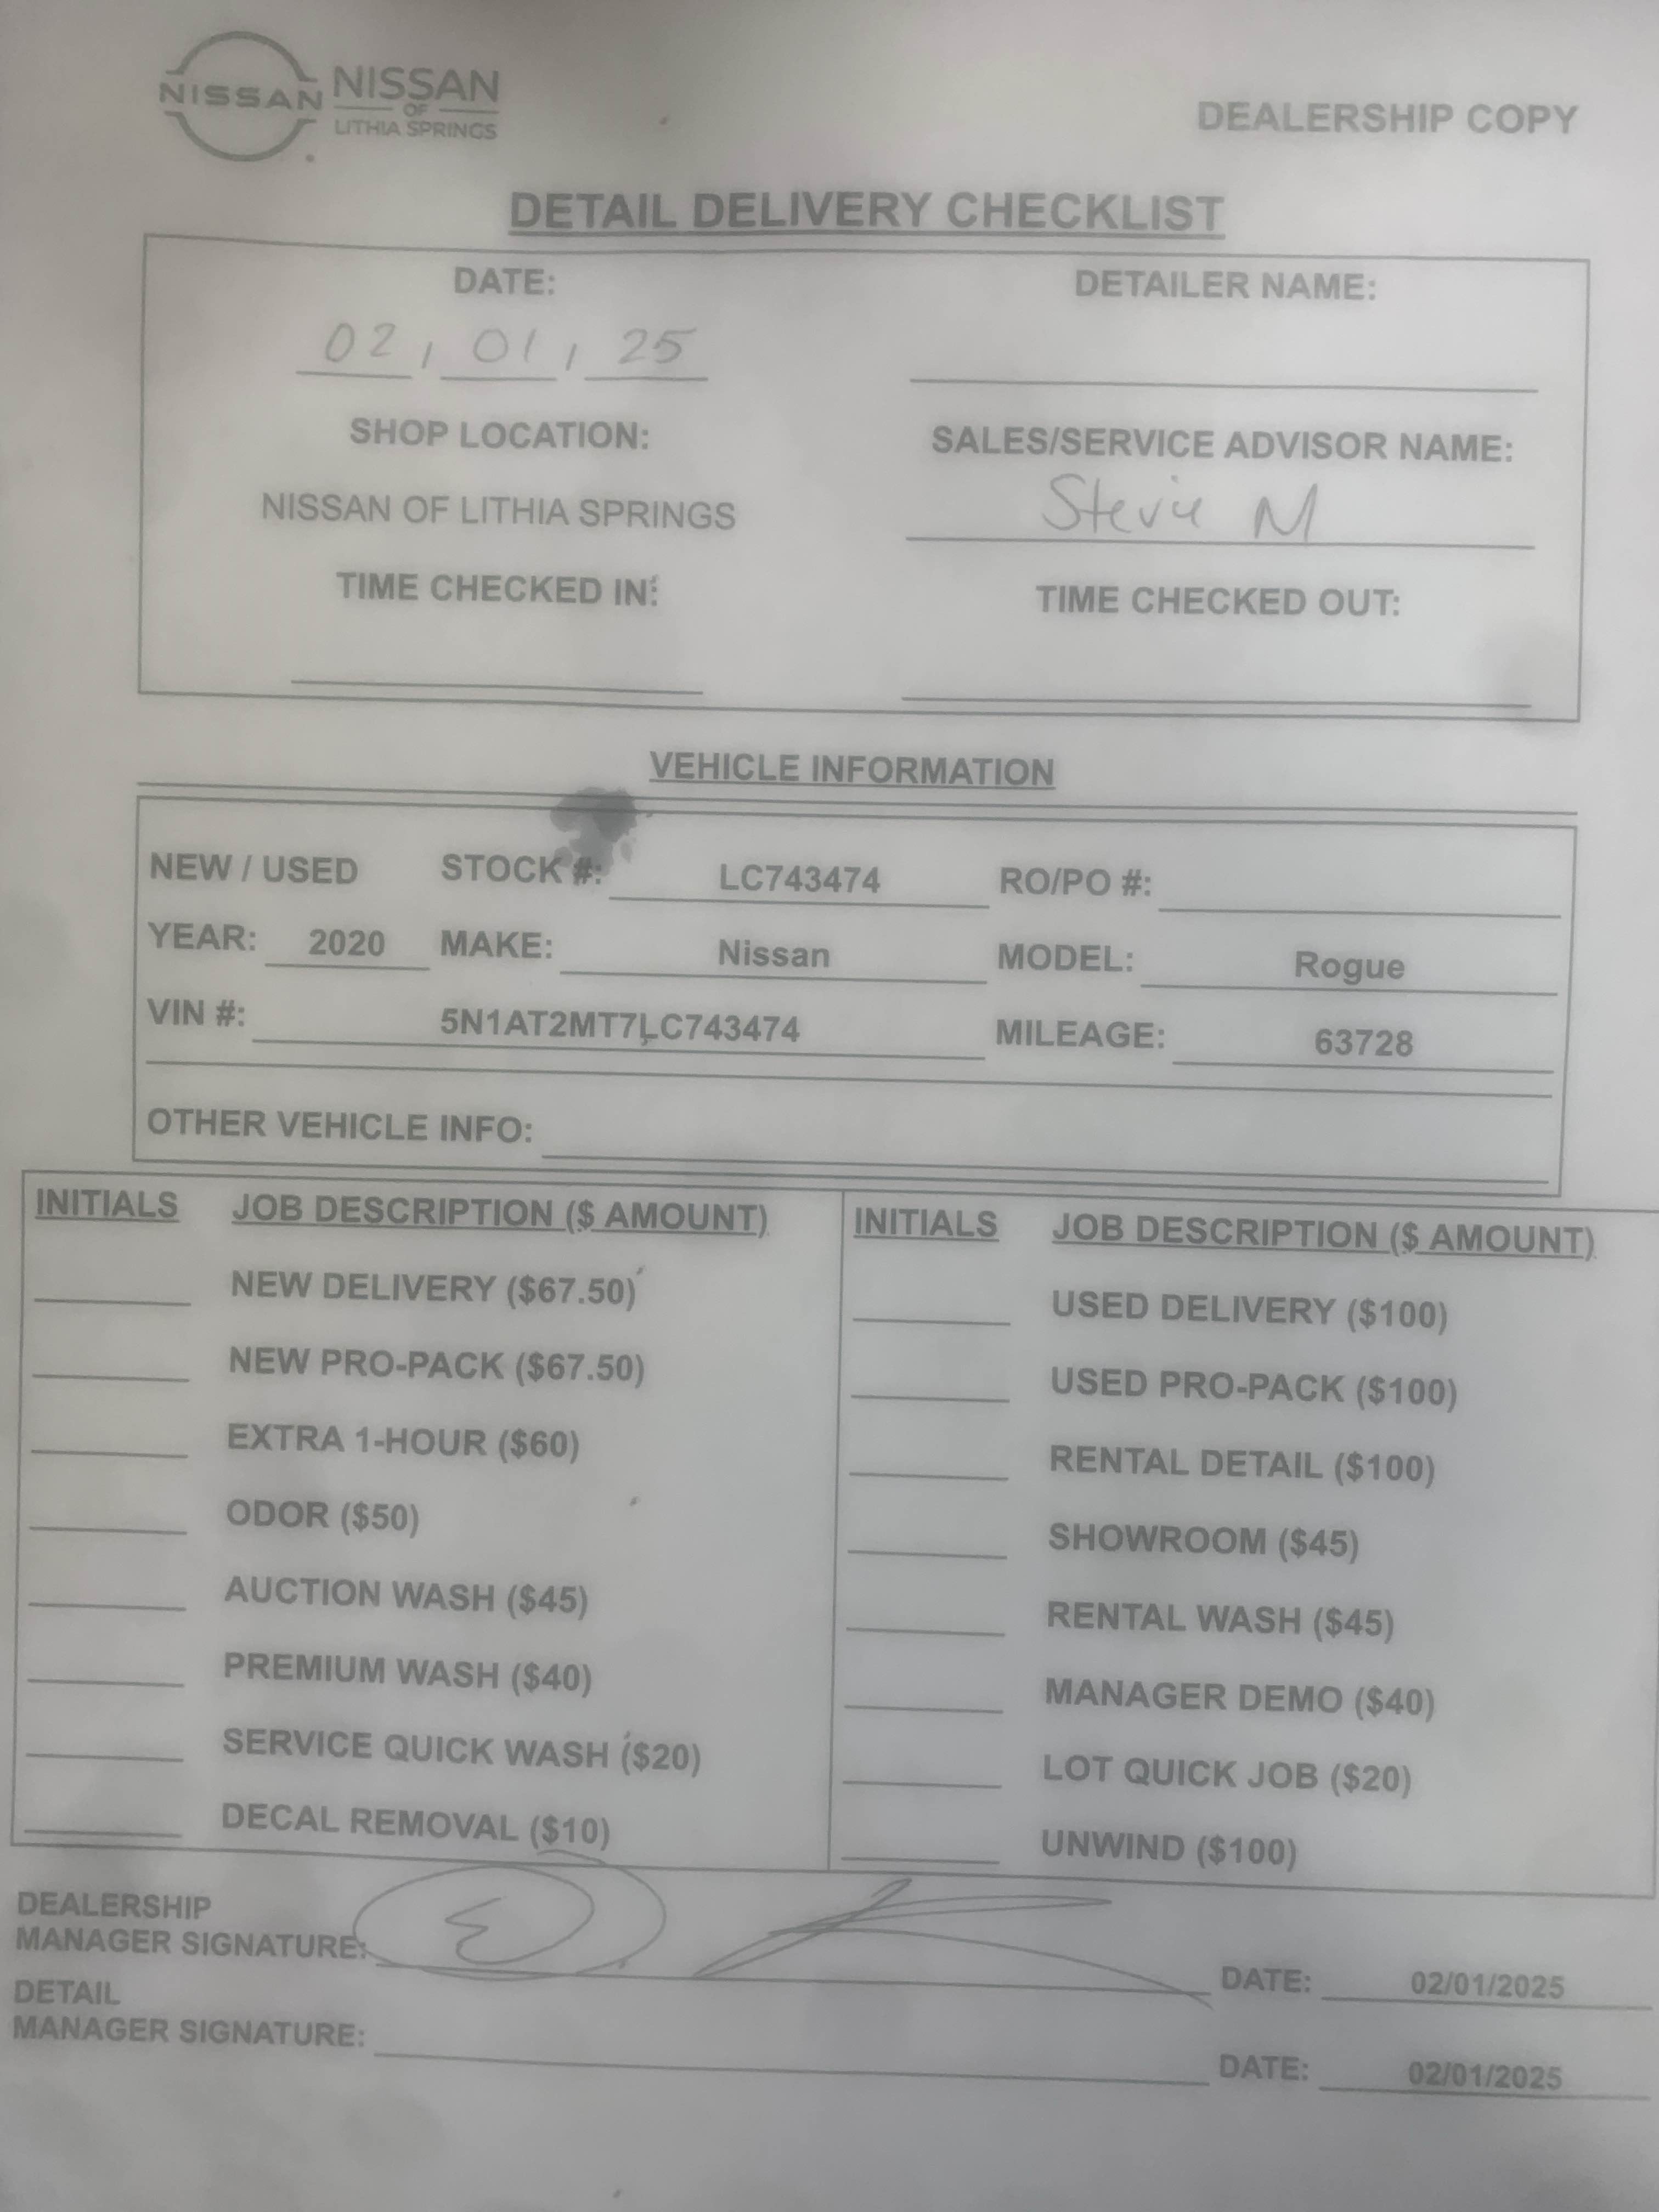 NISSAN NISSAN
OF
LITHIA SPRINGS
DEALERSHIP COPY
DETAIL DELIVERY CHECKLIST
DATE: DETAILER NAME:
02, 01, 25
SHOP LOCATION: SALES/SERVICE ADVISOR NAME:
NISSAN OF LITHIA SPRINGS Stevie M
TIME CHECKED IN: TIME CHECKED OUT:
VEHICLE INFORMATION
NEW / USED STOCK #: LC743474 RO/PO #:
YEAR: 2020 MAKE: Nissan MODEL: Rogue
VIN #: 5N1AT2MT7LC743474 MILEAGE: 63728
OTHER VEHICLE INFO:
INITIALS JOB DESCRIPTION ($ AMOUNT) INITIALS JOB DESCRIPTION ($ AMOUNT)
NEW DELIVERY ($67.50) USED DELIVERY ($100)
NEW PRO-PACK ($67.50) USED PRO-PACK ($100)
EXTRA 1-HOUR ($60) RENTAL DETAIL ($100)
ODOR ($50) SHOWROOM ($45)
AUCTION WASH ($45) RENTAL WASH ($45)
PREMIUM WASH ($40) MANAGER DEMO ($40)
SERVICE QUICK WASH ($20) LOT QUICK JOB ($20)
DECAL REMOVAL ($10) UNWIND ($100)
DEALERSHIP
MANAGER SIGNATURE: DATE: 02/01/2025
DETAIL
MANAGER SIGNATURE: DATE: 02/01/2025